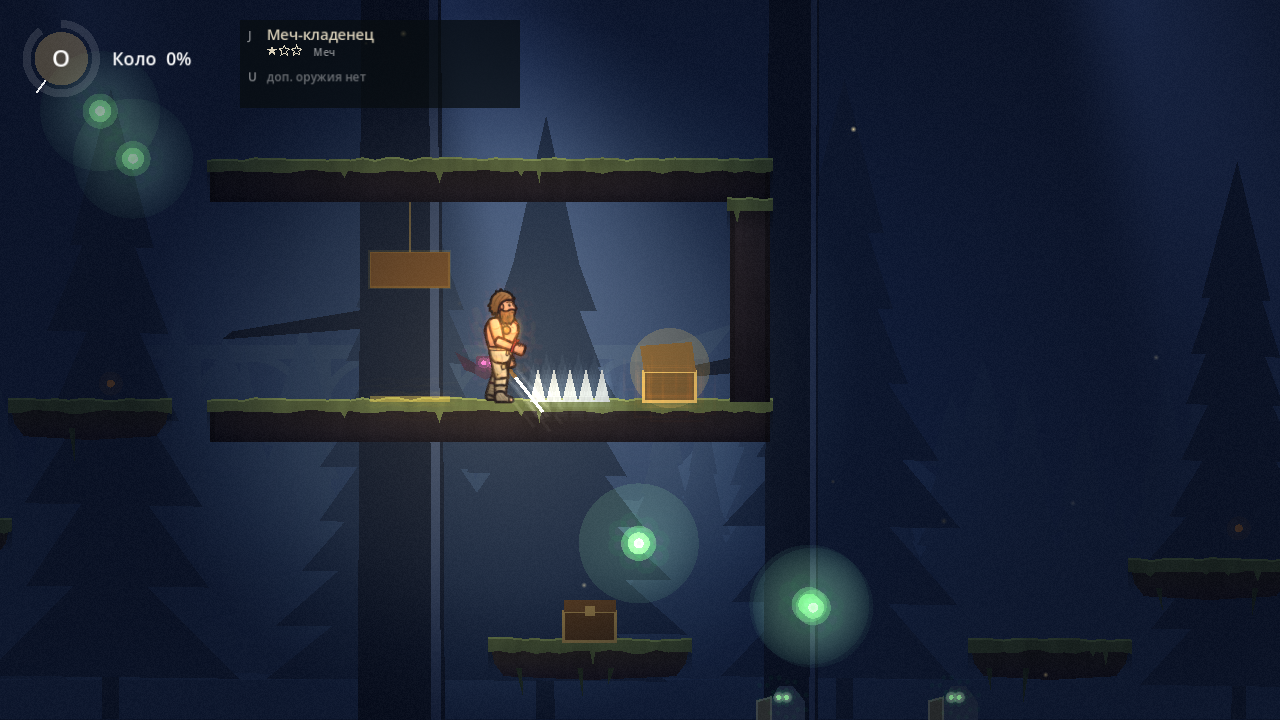 О
Коло 0%
J Меч-кладенец
★☆☆ Меч
U доп. оружия нет